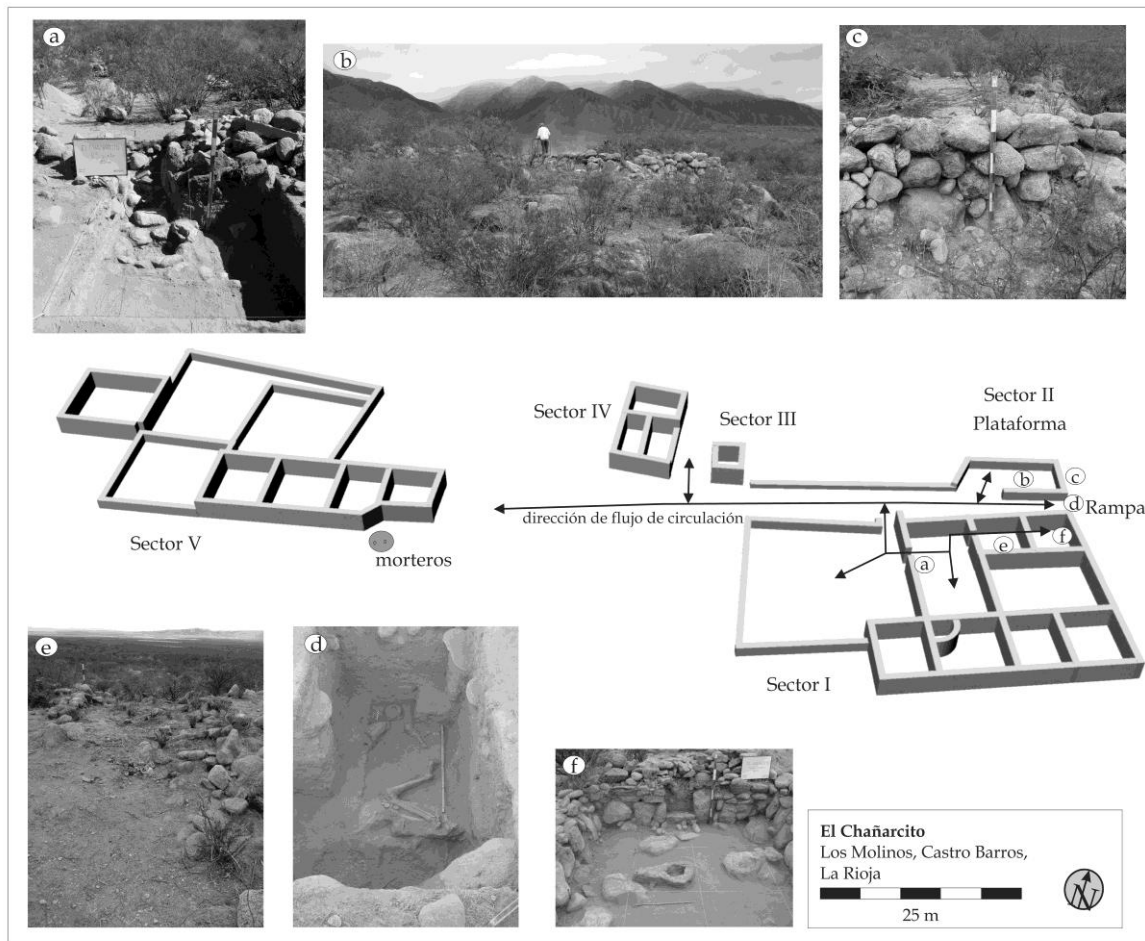 a
b
c
Sector IV
Sector III
Sector II
Plataforma
b
c
d
Rampa
dirección de flujo de circulación
e
f
a
Sector V
morteros
Sector I
e
d
f
El Chañarcito
Los Molinos, Castro Barros,
La Rioja
25 m
N